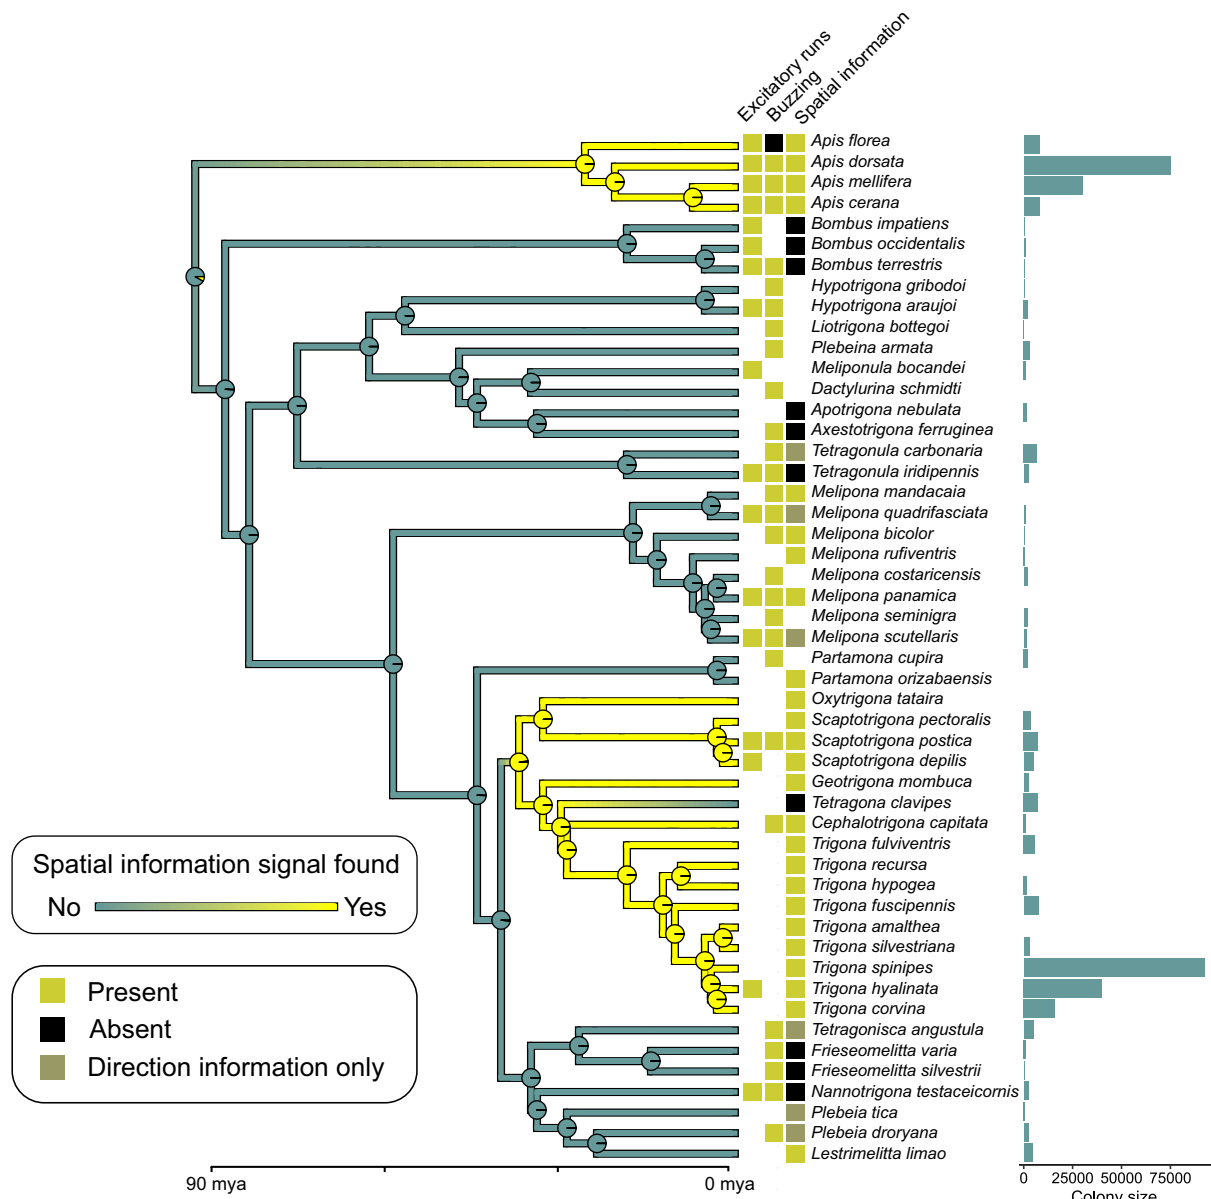 Excitatory runs
Buzzing
Spatial information
Apis florea
Apis dorsata
Apis mellifera
Apis cerana
Bombus impatiens
Bombus occidentalis
Bombus terrestris
Hypotrigona gribodoi
Hypotrigona araujoi
Liotrigona bottegoi
Plebeina armata
Meliponula bocandei
Dactylurina schmidti
Apotrigona nebulata
Axestotrigona ferruginea
Tetragonula carbonaria
Tetragonula iridipennis
Melipona mandacaia
Melipona quadrifasciata
Melipona bicolor
Melipona rufiventris
Melipona costaricensis
Melipona panamica
Melipona seminigra
Melipona scutellaris
Partamona cupira
Partamona orizabaensis
Oxytrigona tataira
Scaptotrigona pectoralis
Scaptotrigona postica
Scaptotrigona depilis
Geotrigona mombuca
Tetragona clavipes
Cephalotrigona capitata
Trigona fulviventris
Trigona recursa
Trigona hypogea
Trigona fuscipennis
Trigona amalthea
Trigona silvestriana
Trigona spinipes
Trigona hyalinata
Trigona corvina
Tetragonisca angustula
Frieseomelitta varia
Frieseomelitta silvestrii
Nannotrigona testaceicornis
Plebeia tica
Plebeia droryana
Lestrimelitta limao
Spatial information signal found
No Yes
Present
Absent
Direction information only
90 mya 0 mya
0 25000 50000 75000
Colony size